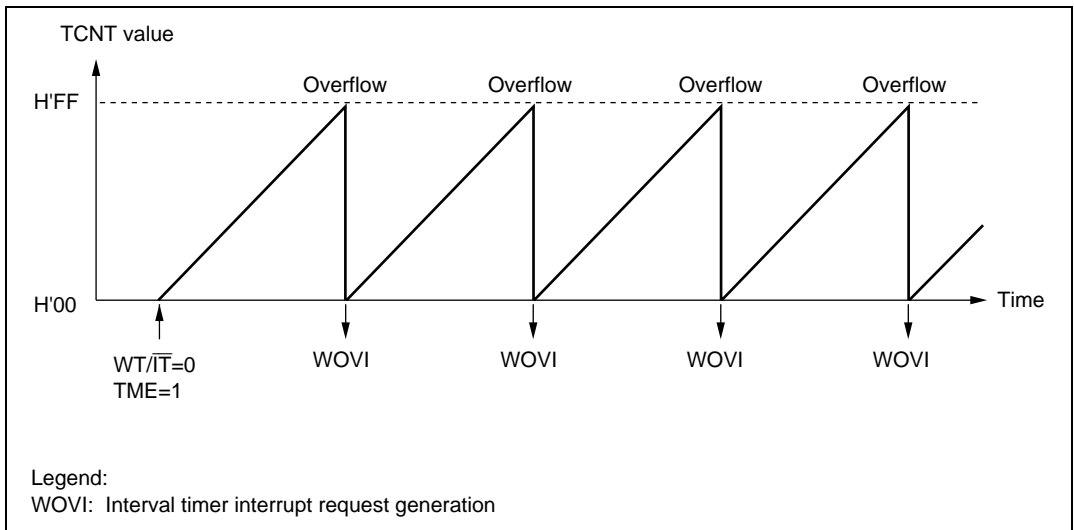 TCNT value
Overflow Overflow Overflow Overflow
H'FF
H'00
Time
WT/I̅T̅=0
TME=1
WOVI WOVI WOVI WOVI
Legend:
WOVI: Interval timer interrupt request generation